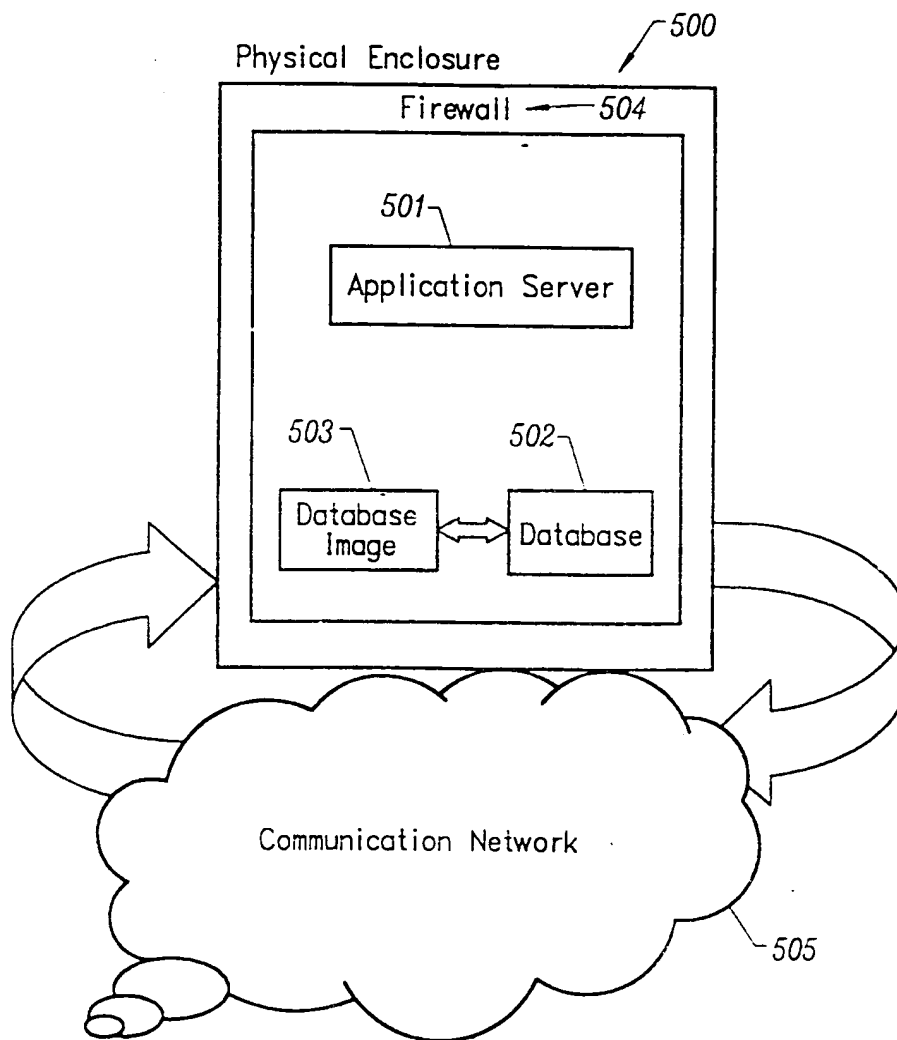 500
Physical Enclosure
Firewall 504
501
Application Server
503
502
Database
Image
Database
Communication Network
505